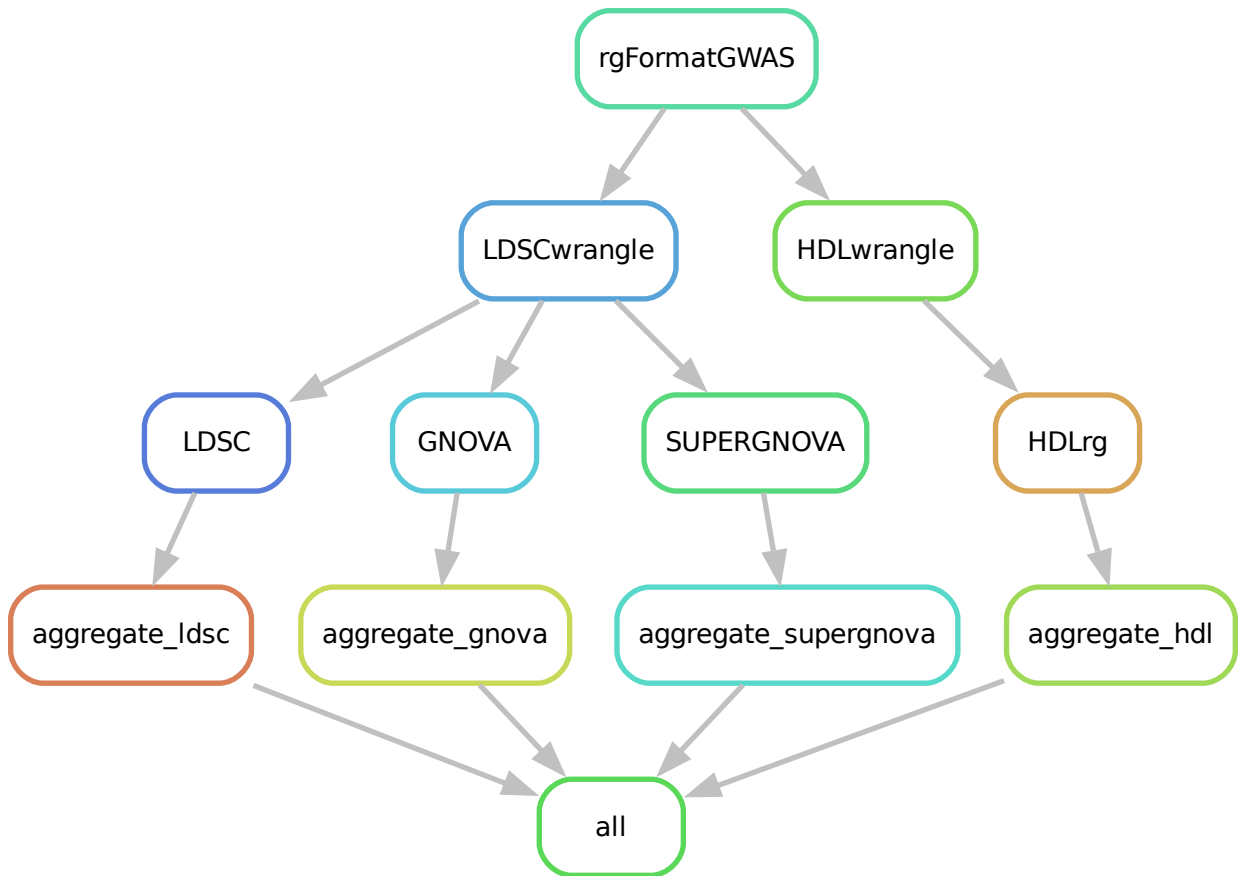 rgFormatGWAS
LDSCwrangle
HDLwrangle
LDSC
GNOVA
SUPERGNOVA
HDLrg
aggregate_ldsc
aggregate_gnova
aggregate_supergnova
aggregate_hdl
all